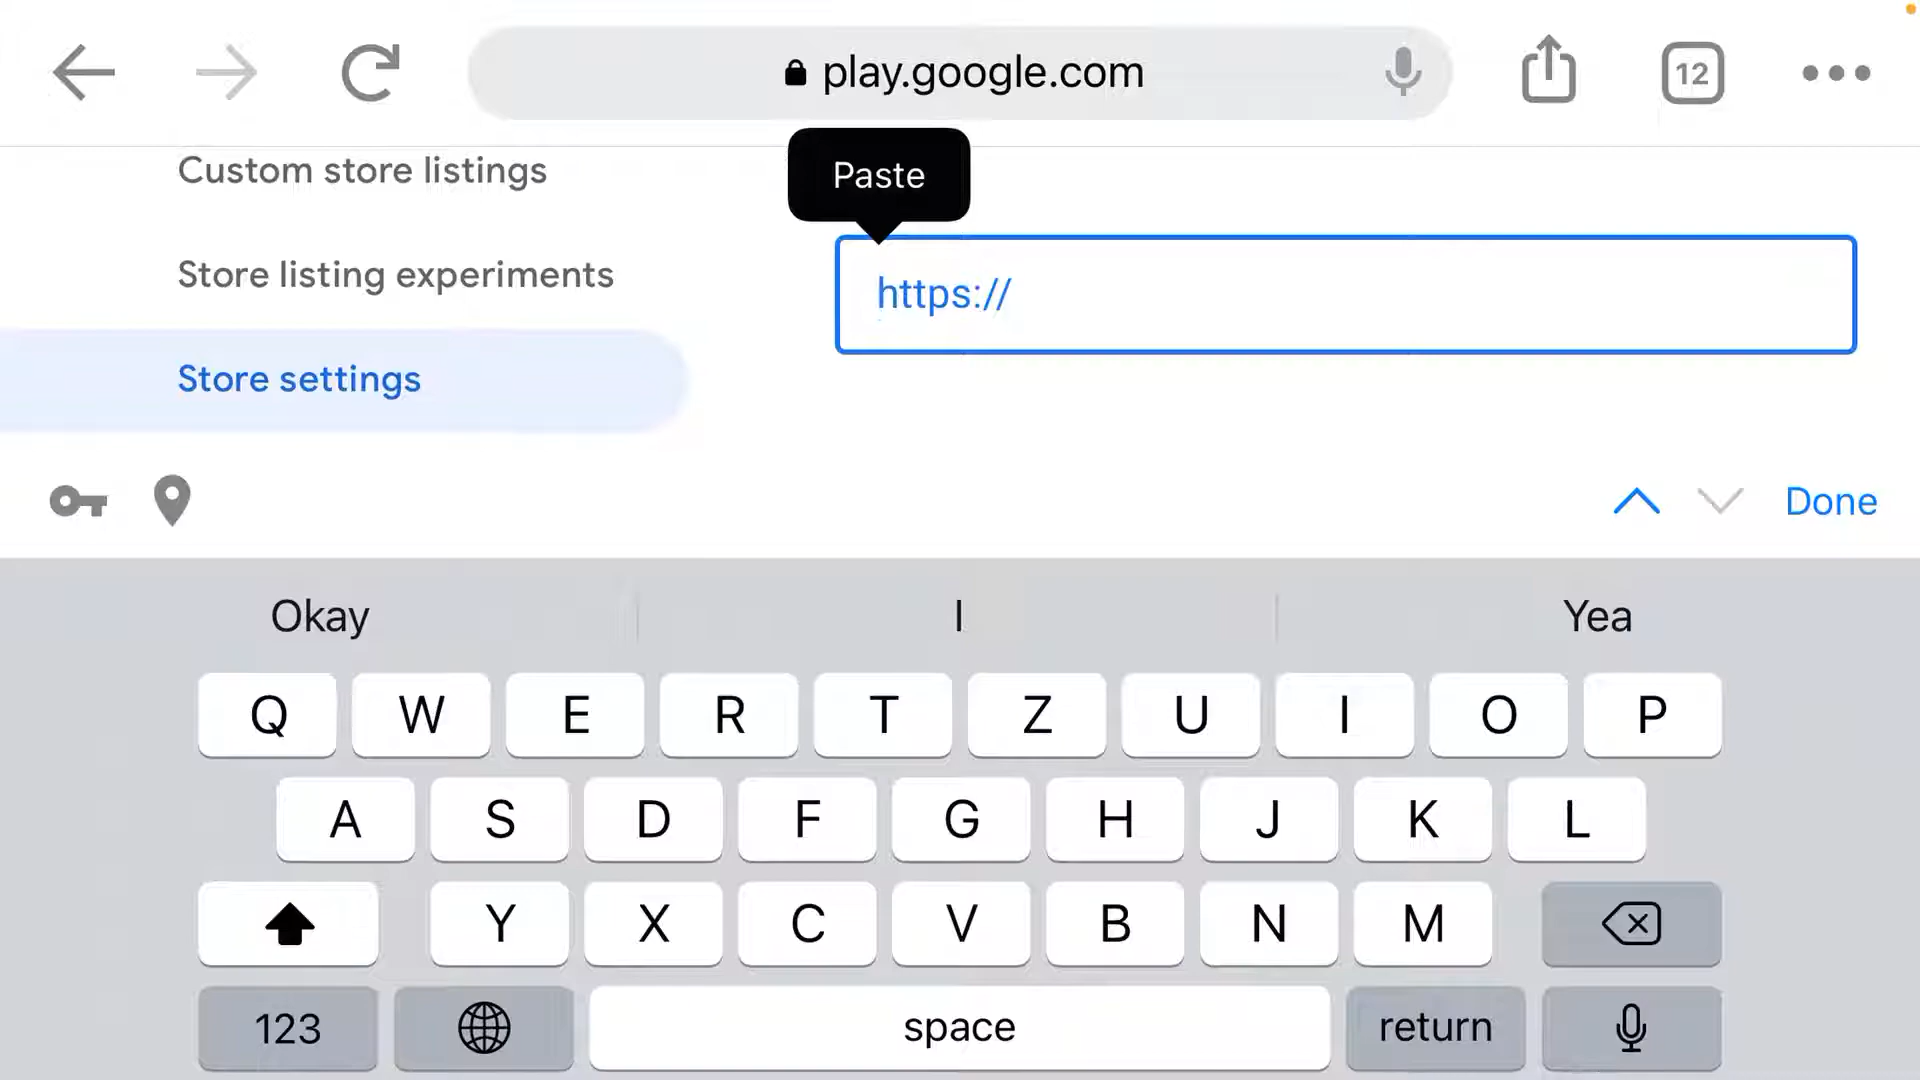 play.google.com
12
Custom store listings
Paste
Store listing experiments
https://
Store settings
Done
Okay I Yea
Q W E R T Z U I O P
A S D F G H J K L
Y X C V B N M
123 space return